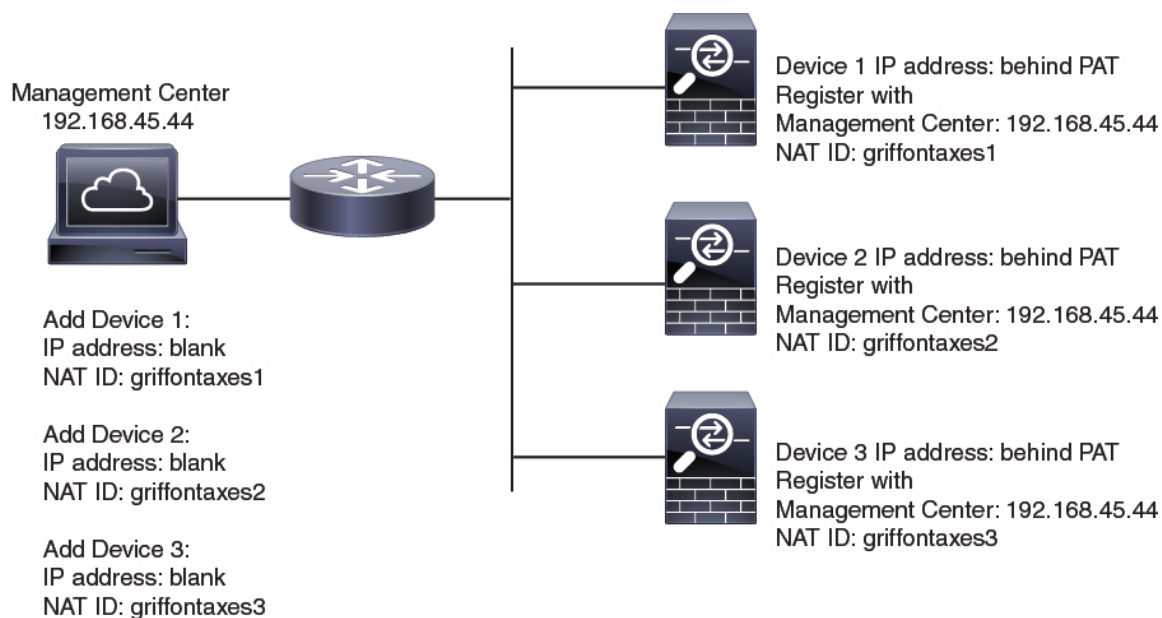 Management Center
192.168.45.44
Add Device 1:
IP address: blank
NAT ID: griffontaxes1
Add Device 2:
IP address: blank
NAT ID: griffontaxes2
Add Device 3:
IP address: blank
NAT ID: griffontaxes3
Device 1 IP address: behind PAT
Register with
Management Center: 192.168.45.44
NAT ID: griffontaxes1
Device 2 IP address: behind PAT
Register with
Management Center: 192.168.45.44
NAT ID: griffontaxes2
Device 3 IP address: behind PAT
Register with
Management Center: 192.168.45.44
NAT ID: griffontaxes3